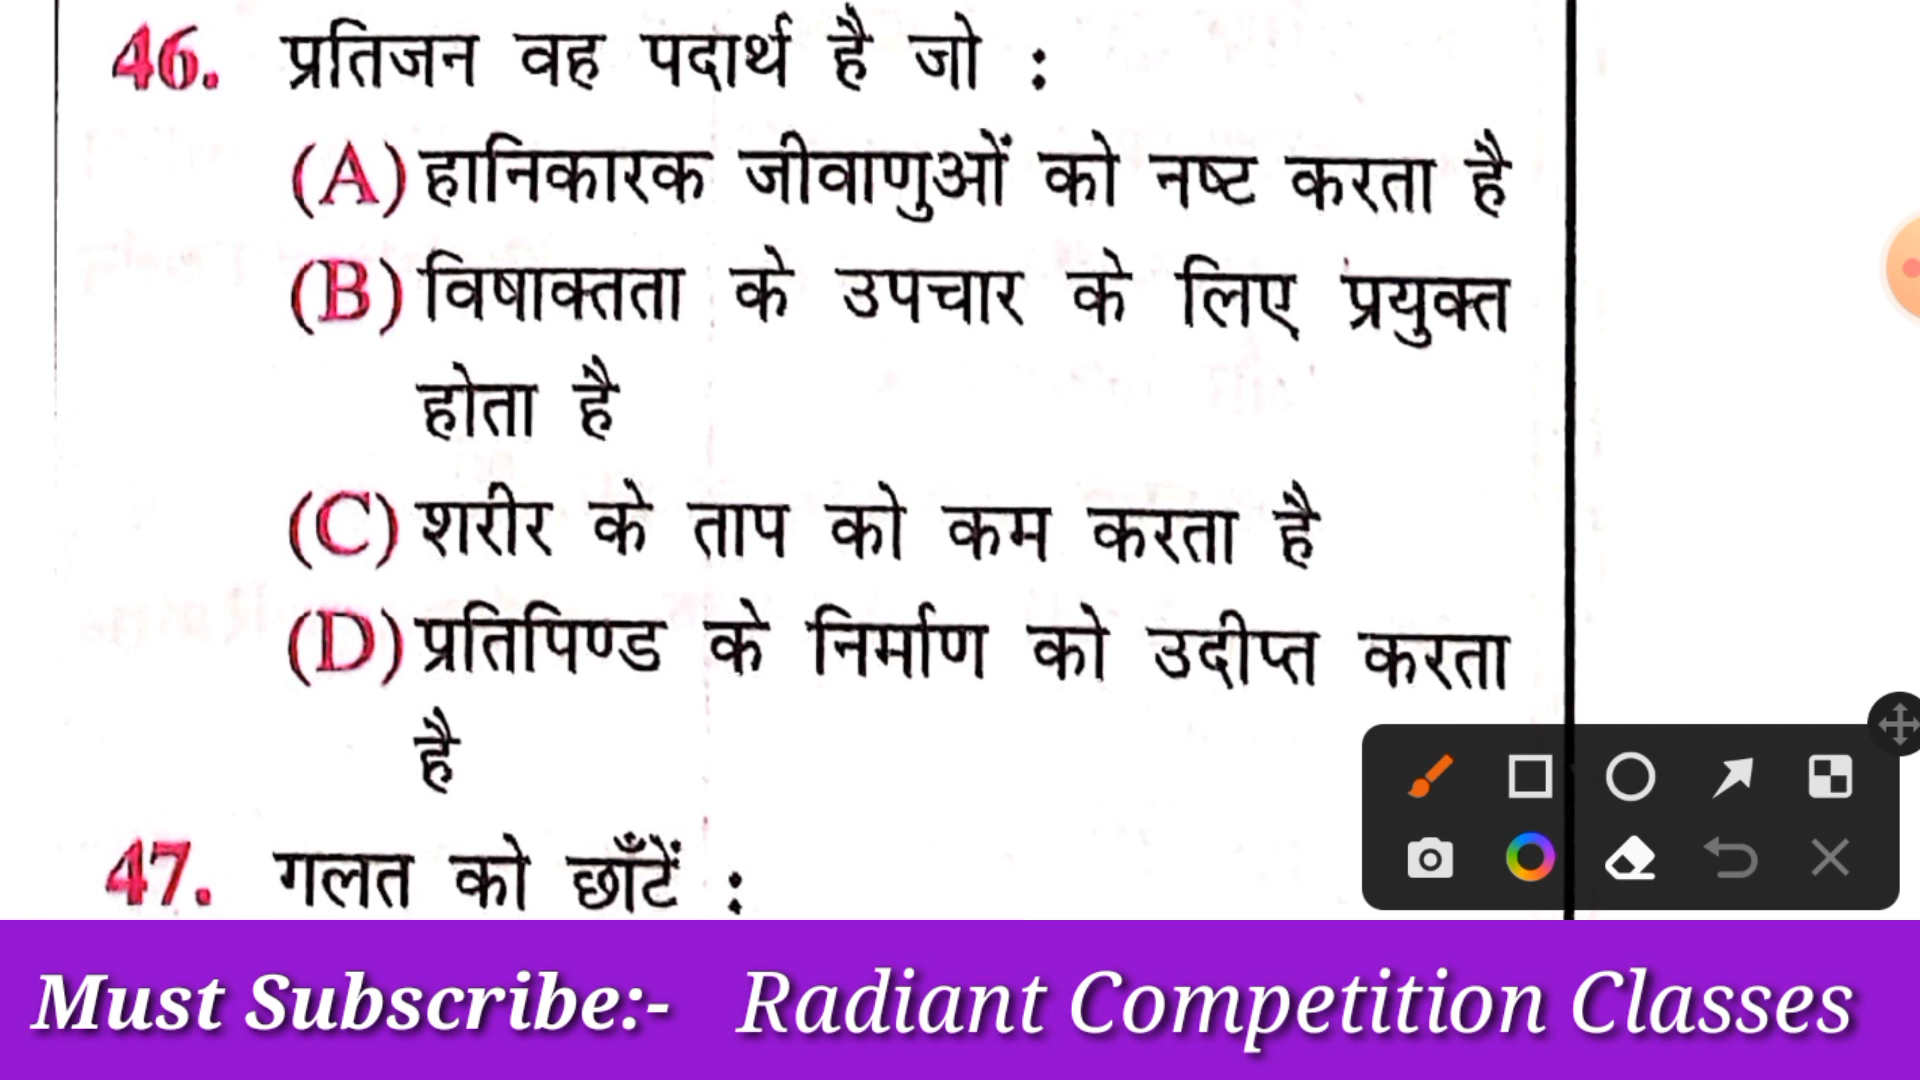 46. प्रतिजन वह पदार्थ है जो :
(A) हानिकारक जीवाणुओं को नष्ट करता है
(B) विषाक्तता के उपचार के लिए प्रयुक्त
होता है
(C) शरीर के ताप को कम करता है
(D) प्रतिपिण्ड के निर्माण को उदीप्त करता
है
47. गलत को छाँटें :
Must Subscribe:- Radiant Competition Classes